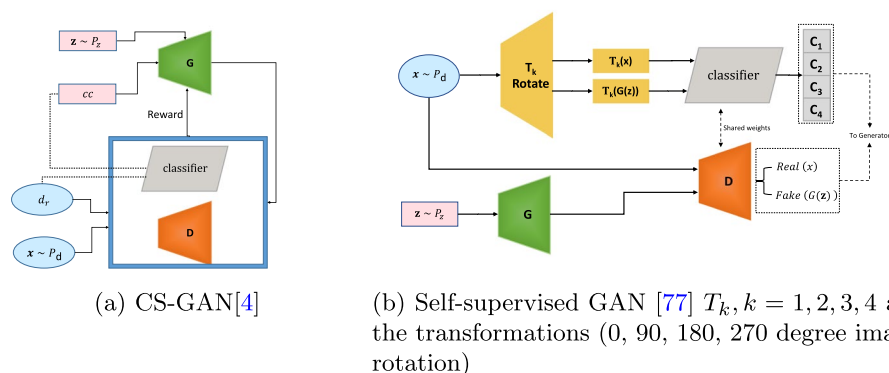 z ~ P_z
G
cc
Reward
classifier
d_r
D
x ~ P_d
(a) CS-GAN[4]
x ~ P_d
T_k
Rotate
T_k(x)
T_k(G(z))
classifier
C_1
C_2
C_3
C_4
Shared weights
To Generator
D
Real (x)
Fake (G(z))
z ~ P_z
G
(b) Self-supervised GAN [77] T_k, k = 1, 2, 3, 4 a
the transformations (0, 90, 180, 270 degree ima
rotation)